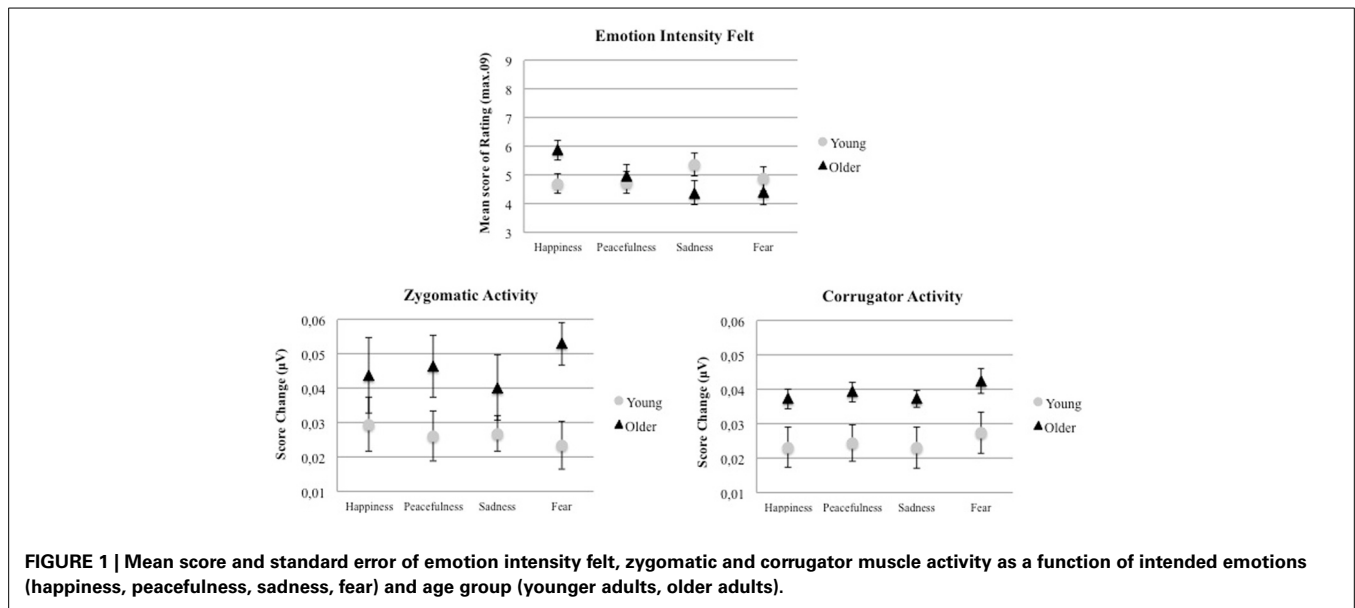 Emotion Intensity Felt
Mean score of Rating (max.09)
9
8
7
6
5
4
3
Happiness Peacefulness Sadness Fear
Young
Older
Zygomatic Activity
Score Change (µV)
0,06
0,05
0,04
0,03
0,02
0,01
Happiness Peacefulness Sadness Fear
Young
Older
Corrugator Activity
Score Change (µV)
0,06
0,05
0,04
0,03
0,02
0,01
Happiness Peacefulness Sadness Fear
Young
Older
FIGURE 1 | Mean score and standard error of emotion intensity felt, zygomatic and corrugator muscle activity as a function of intended emotions
(happiness, peacefulness, sadness, fear) and age group (younger adults, older adults).